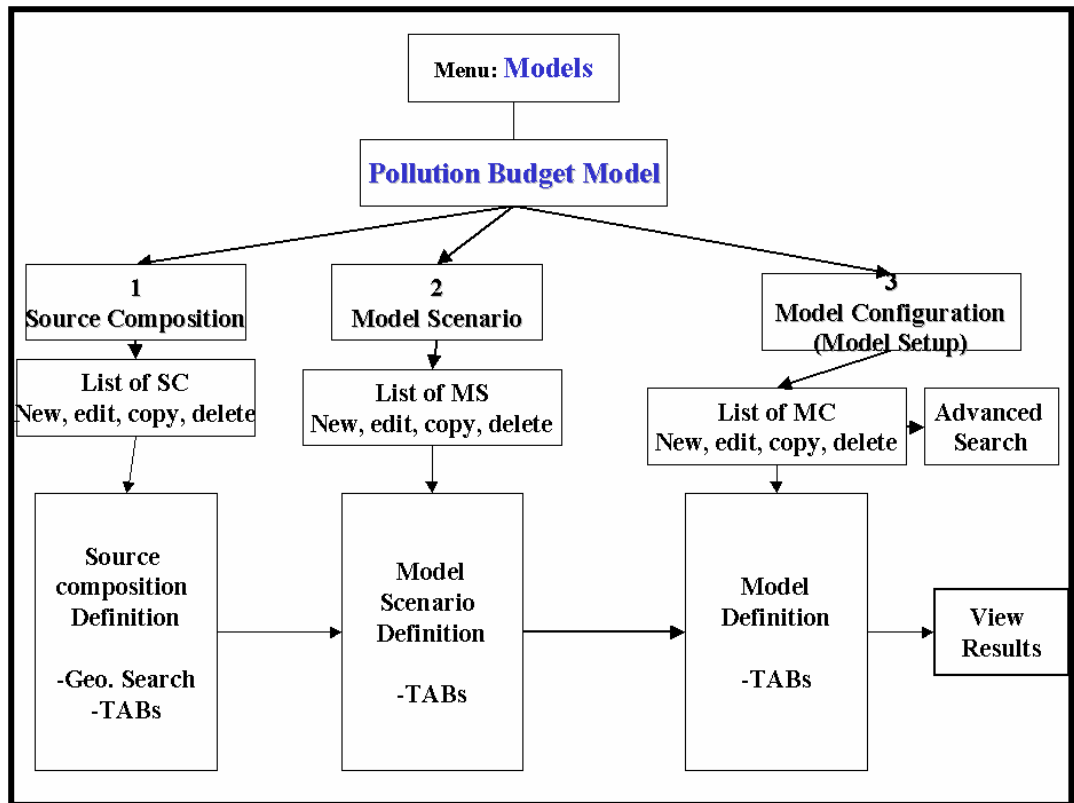 Menu: Models
Pollution Budget Model
1
Source Composition
2
Model Scenario
3
Model Configuration
(Model Setup)
List of SC
New, edit, copy, delete
List of MS
New, edit, copy, delete
List of MC
New, edit, copy, delete
Advanced
Search
Source
composition
Definition
-Geo. Search
-TABs
Model
Scenario
Definition
-TABs
Model
Definition
-TABs
View
Results